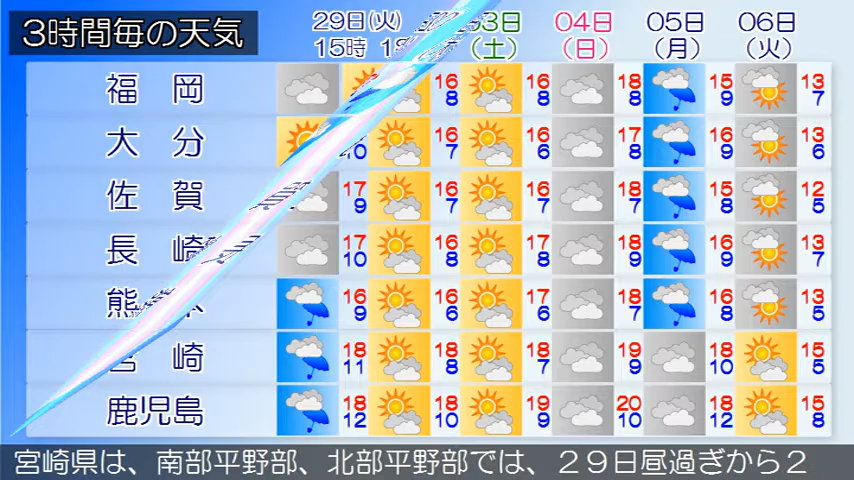 3時間毎の天気
29日(火) 3日 04日 05日 06日
15時 18 (土) (日) (月) (火)
福 岡 16 8 16 8 18 8 15 9 13 7
大 分 10 16 7 16 6 17 8 16 9 13 6
佐 賀 17 9 16 7 16 7 18 7 15 8 12 5
長 崎 17 10 16 8 17 8 18 9 16 9 13 7
熊 16 9 16 6 17 6 18 7 16 8 13 5
宮 崎 18 11 18 8 18 7 19 9 18 10 15 5
鹿児島 18 12 18 10 19 9 20 10 18 12 15 8
宮崎県は、南部平野部、北部平野部では、29日昼過ぎから2